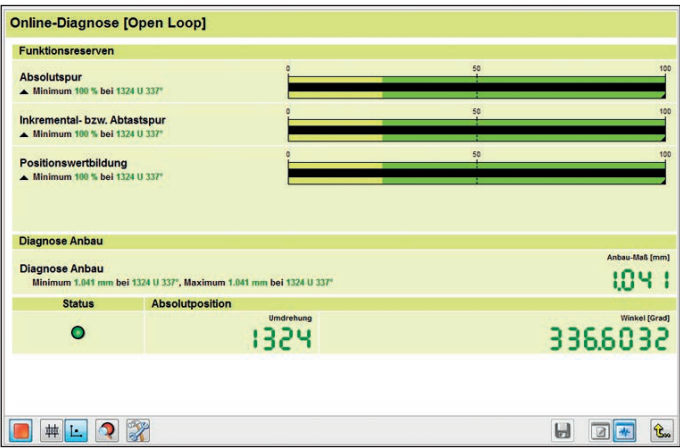 Online-Diagnose [Open Loop]
Funktionsreserven
Absolutspur
0 50 100
Minimum 100 % bei 1324 U 337°
Inkremental- bzw. Abtastspur
0 50 100
Minimum 100 % bei 1324 U 337°
Positionswertbildung
0 50 100
Minimum 100 % bei 1324 U 337°
Diagnose Anbau
Anbau-Maß [mm]
Diagnose Anbau
1,041
Minimum 1.041 mm bei 1324 U 337°, Maximum 1.041 mm bei 1324 U 337°
Status Absolutposition
Umdrehung Winkel [Grad]
1324 336,6032